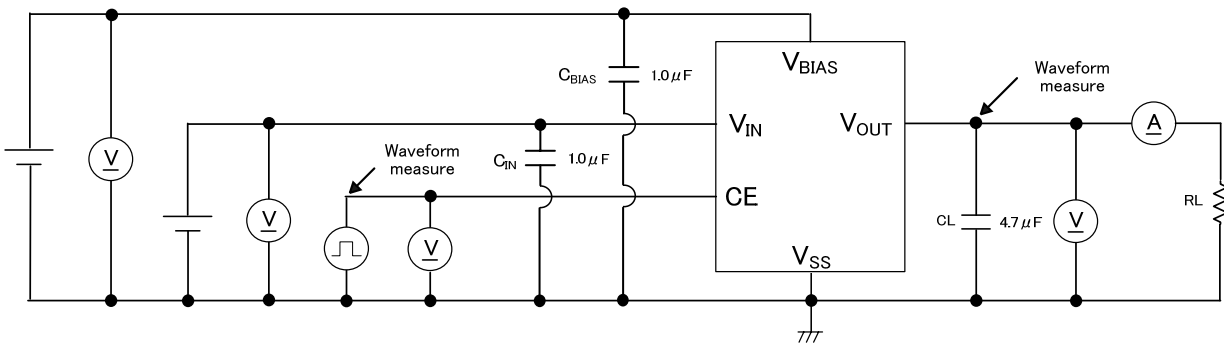 V_BIAS
C_BIAS 1.0μF
Waveform
measure
V
V_IN
V_OUT
A
Waveform
measure
C_IN 1.0μF
CE
RL
V
V
CL 4.7μF
V
V_SS